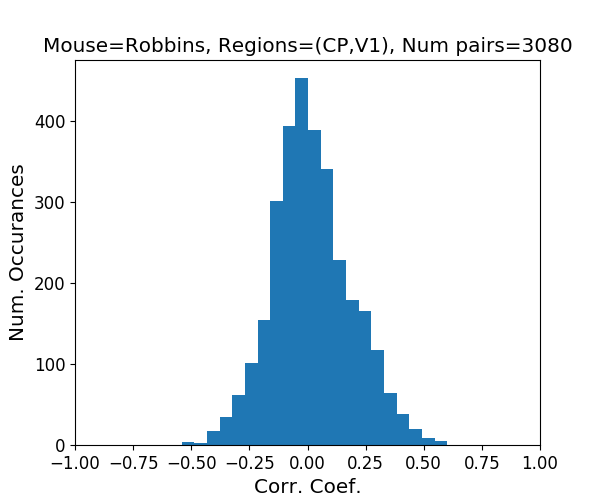 Mouse=Robbins, Regions=(CP,V1), Num pairs=3080
400
300
200
100
0
Num. Occurances
−1.00 −0.75 −0.50 −0.25 0.00 0.25 0.50 0.75 1.00
Corr. Coef.